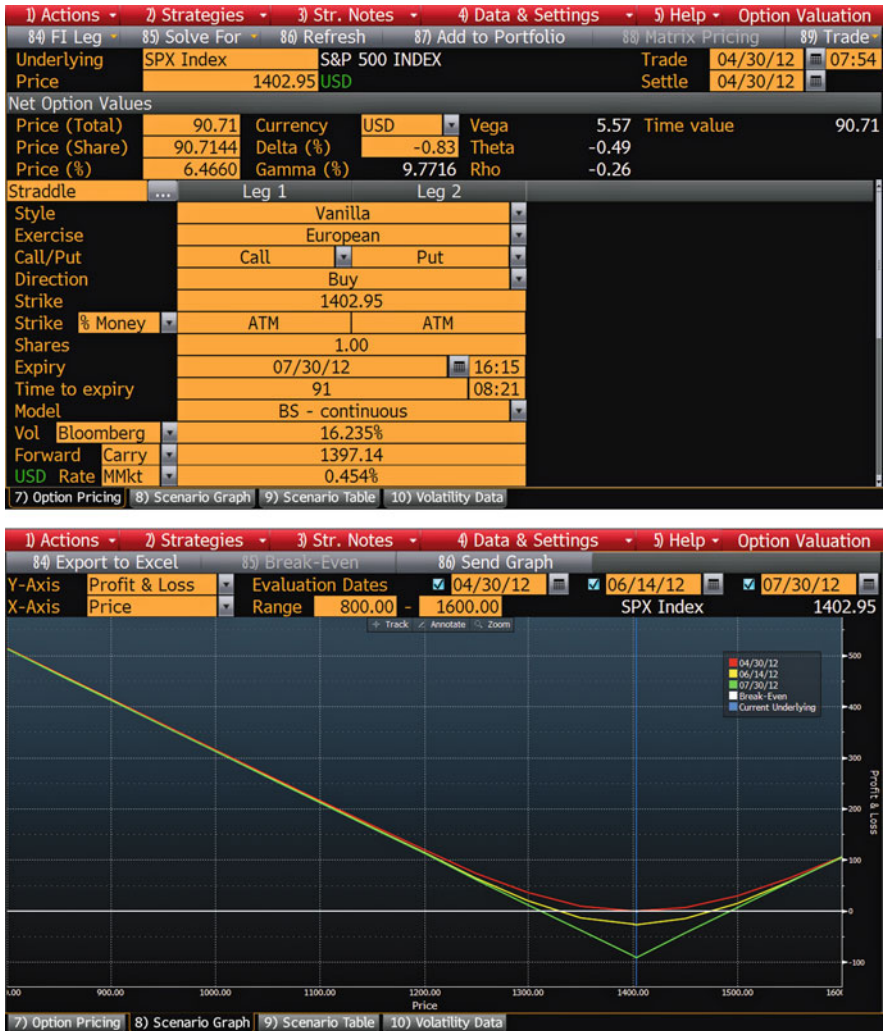 1) Actions 2) Strategies 3) Str. Notes 4) Data & Settings 5) Help Option Valuation
84) FI Leg 85) Solve For 86) Refresh 87) Add to Portfolio 88) Matrix Pricing 89) Trade
Underlying SPX Index S&P 500 INDEX Trade 04/30/12 07:54
Price 1402.95 USD Settle 04/30/12
Net Option Values
Price (Total) 90.71 Currency USD Vega 5.57 Time value 90.71
Price (Share) 90.7144 Delta (%) -0.83 Theta -0.49
Price (%) 6.4660 Gamma (%) 9.7716 Rho -0.26
Straddle ... Leg 1 Leg 2
Style Vanilla
Exercise European
Call/Put Call Put
Direction Buy
Strike 1402.95
Strike % Money ATM ATM
Shares 1.00
Expiry 07/30/12 16:15
Time to expiry 91 08:21
Model BS - continuous
Vol Bloomberg 16.235%
Forward Carry 1397.14
USD Rate MMkt 0.454%
7) Option Pricing 8) Scenario Graph 9) Scenario Table 10) Volatility Data
1) Actions 2) Strategies 3) Str. Notes 4) Data & Settings 5) Help Option Valuation
84) Export to Excel 85) Break-Even 86) Send Graph
Y-Axis Profit & Loss Evaluation Dates 04/30/12 06/14/12 07/30/12
X-Axis Price Range 800.00 - 1600.00 SPX Index 1402.95
Track Annotate Zoom
04/30/12
06/14/12
07/30/12
Break-Even
Current Underlying
500
400
300
200
100
0
-100
Profit & Loss
.00 900.00 1000.00 1100.00 1200.00 1300.00 1400.00 1500.00 160
Price
7) Option Pricing 8) Scenario Graph 9) Scenario Table 10) Volatility Data